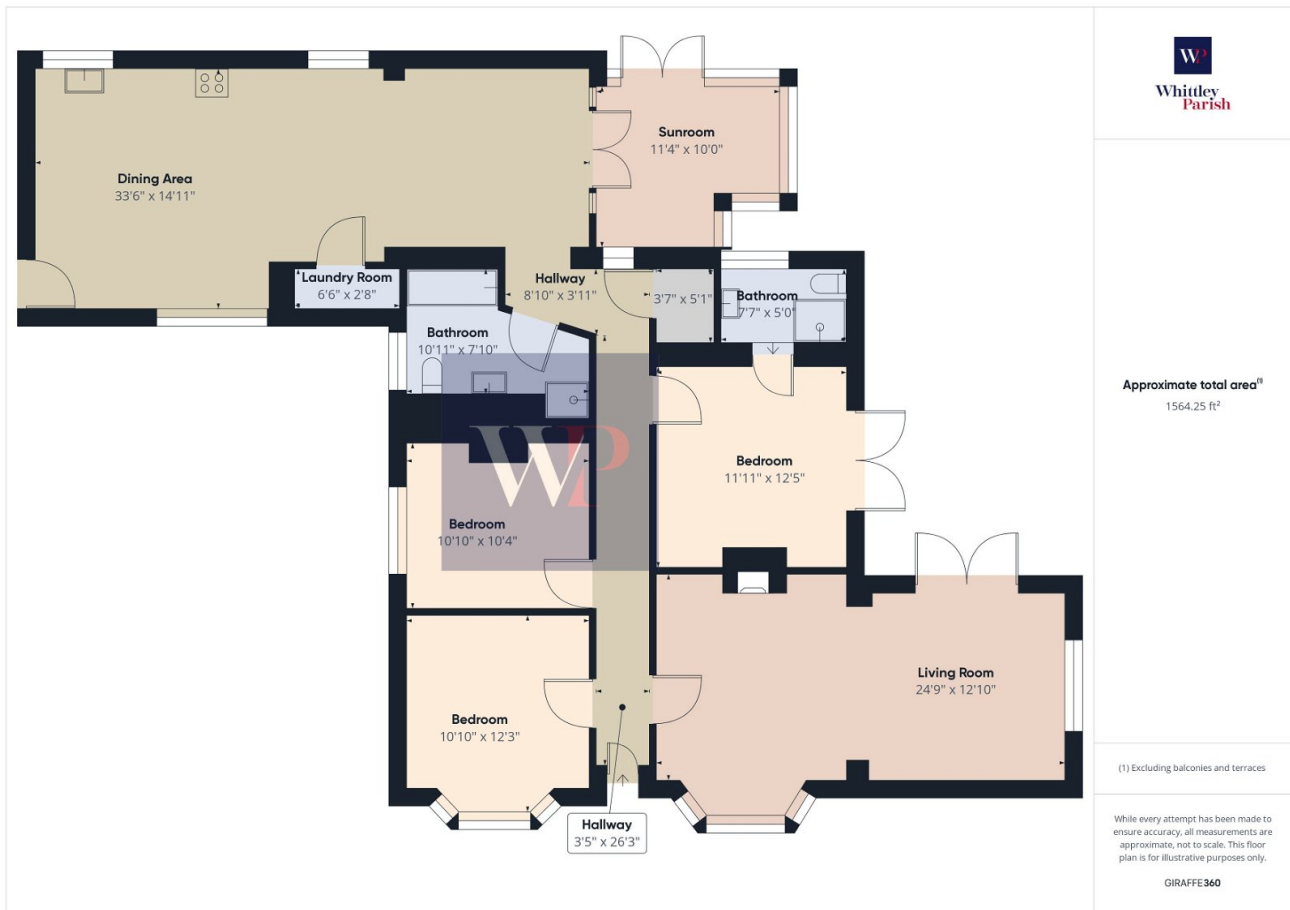 Dining Area
33'6" x 14'11"
Sunroom
11'4" x 10'0"
Laundry Room
6'6" x 2'8"
Hallway
8'10" x 3'11"
3'7" x 5'1"
Bathroom
7'7" x 5'0"
Bathroom
10'11" x 7'10"
Bedroom
11'11" x 12'5"
Bedroom
10'10" x 10'4"
WP
Living Room
24'9" x 12'10"
Bedroom
10'10" x 12'3"
Hallway
3'5" x 26'3"
WP
Whittley
Parish
Approximate total area(1)
1564.25 ft²
(1) Excluding balconies and terraces
While every attempt has been made to
ensure accuracy, all measurements are
approximate, not to scale. This floor
plan is for illustrative purposes only.
GIRAFFE360